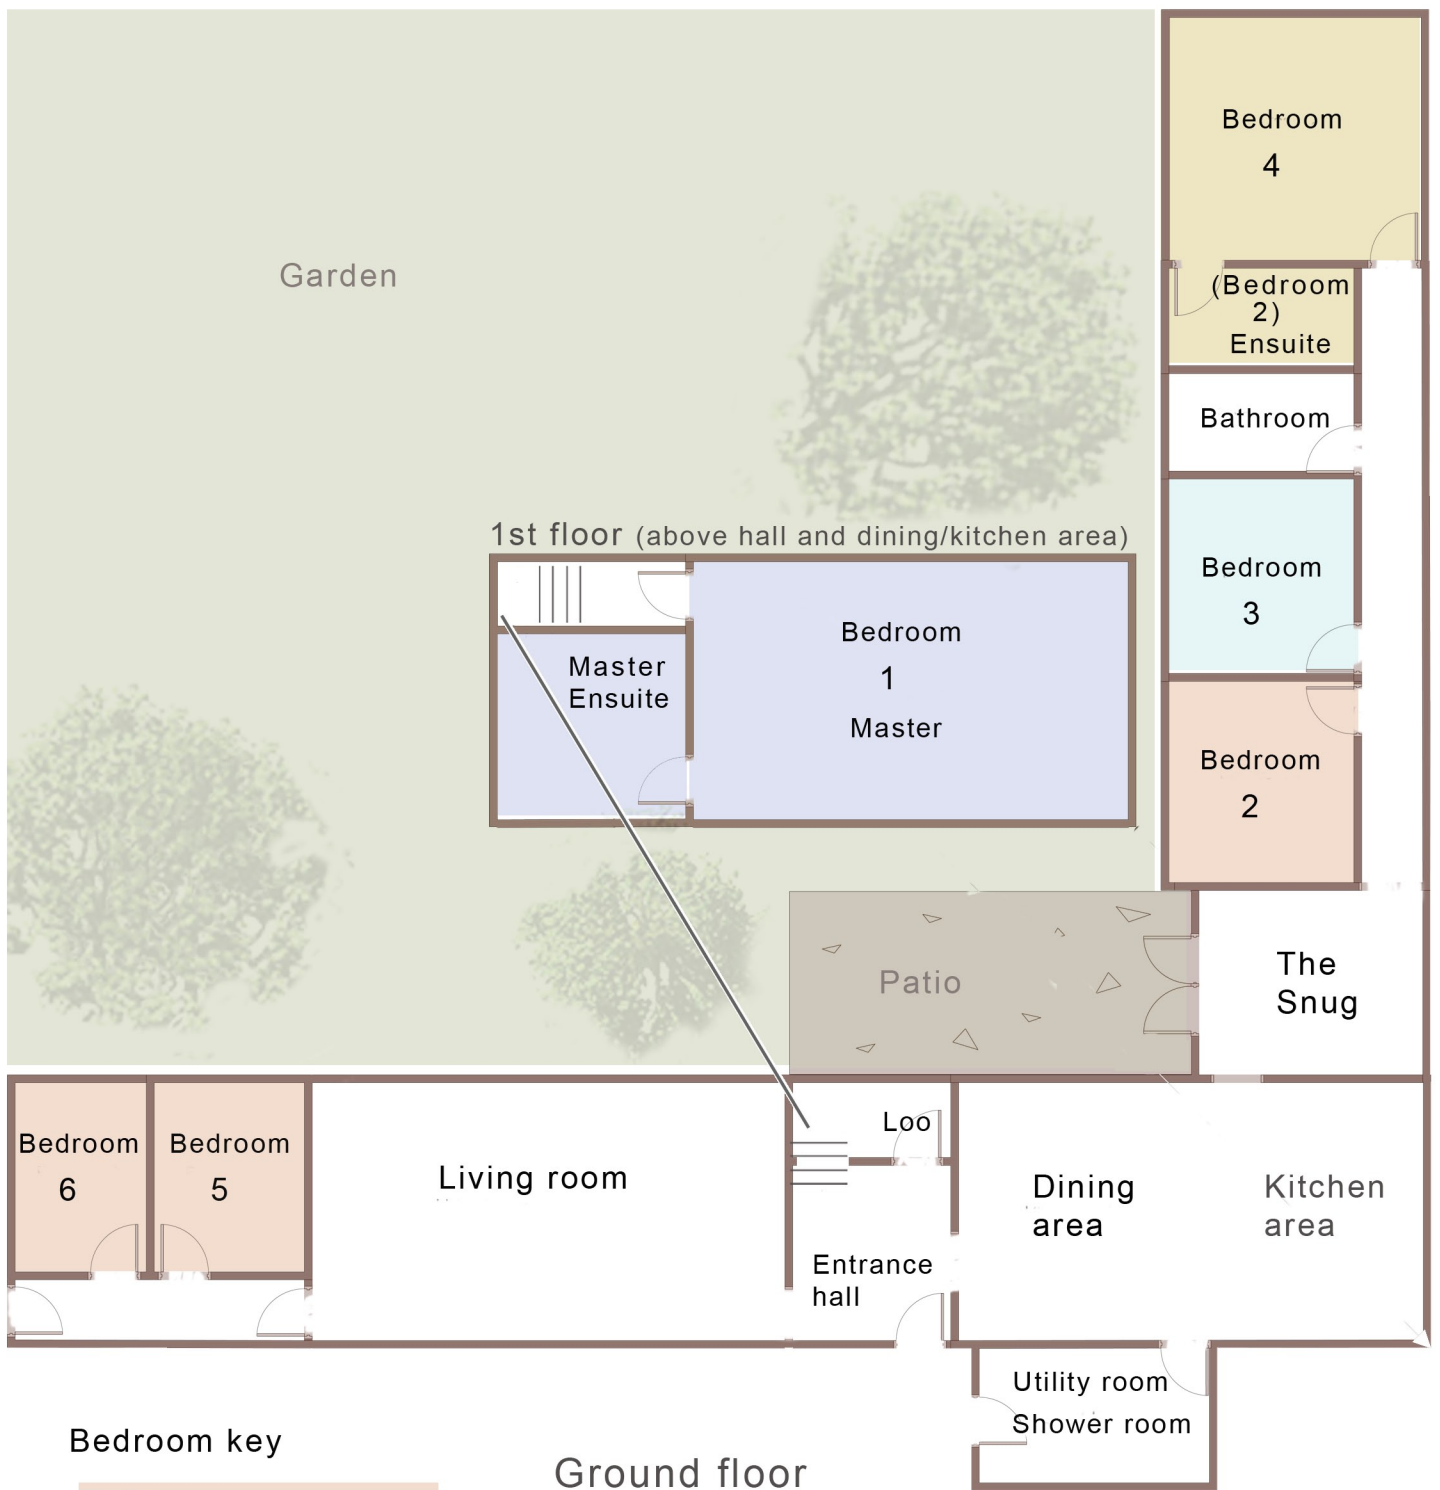 Bedroom
4
Garden
(Bedroom
2)
Ensuite
Bathroom
1st floor (above hall and dining/kitchen area)
Bedroom
3
Bedroom
1
Master
Master
Ensuite
Bedroom
2
Patio
The
Snug
Bedroom
6
Bedroom
5
Living room
Loo
Entrance
hall
Dining
area
Kitchen
area
Utility room
Shower room
Bedroom key
Ground floor